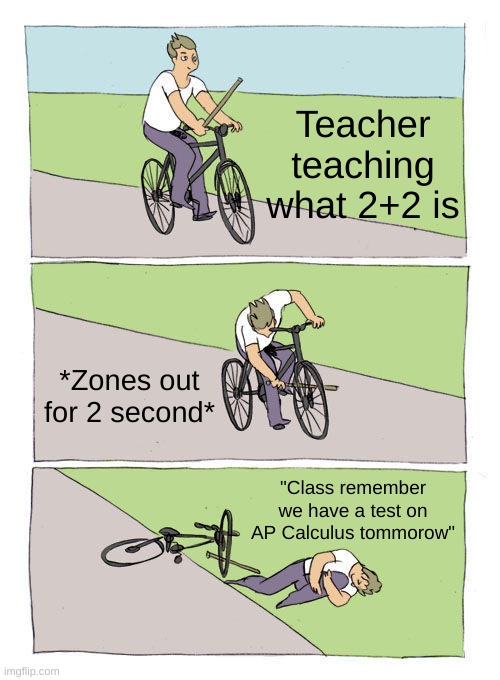 Teacher
teaching
what 2+2 is
*Zones out
for 2 second*
"Class remember
we have a test on
AP Calculus tommorow"
imgflip.com